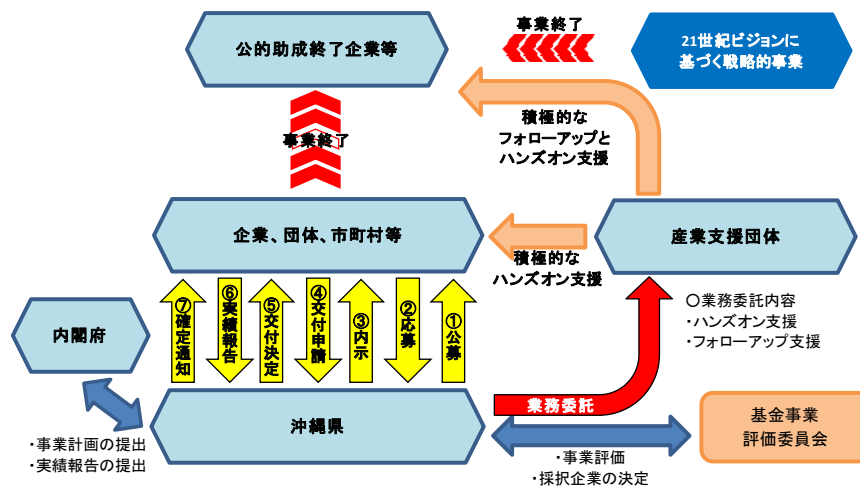 事業終了
公的助成終了企業等
21世紀ビジョンに
基づく戦略的事業
積極的な
フォローアップと
ハンズオン支援
事業終了
企業、団体、市町村等
産業支援団体
積極的な
ハンズオン支援
⑦確定通知
⑥実績報告
⑤交付決定
④交付申請
③内示
②応募
①公募
〇業務委託内容
・ハンズオン支援
・フォローアップ支援
内閣府
業務委託
沖縄県
基金事業
評価委員会
・事業計画の提出
・実績報告の提出
・事業評価
・採択企業の決定